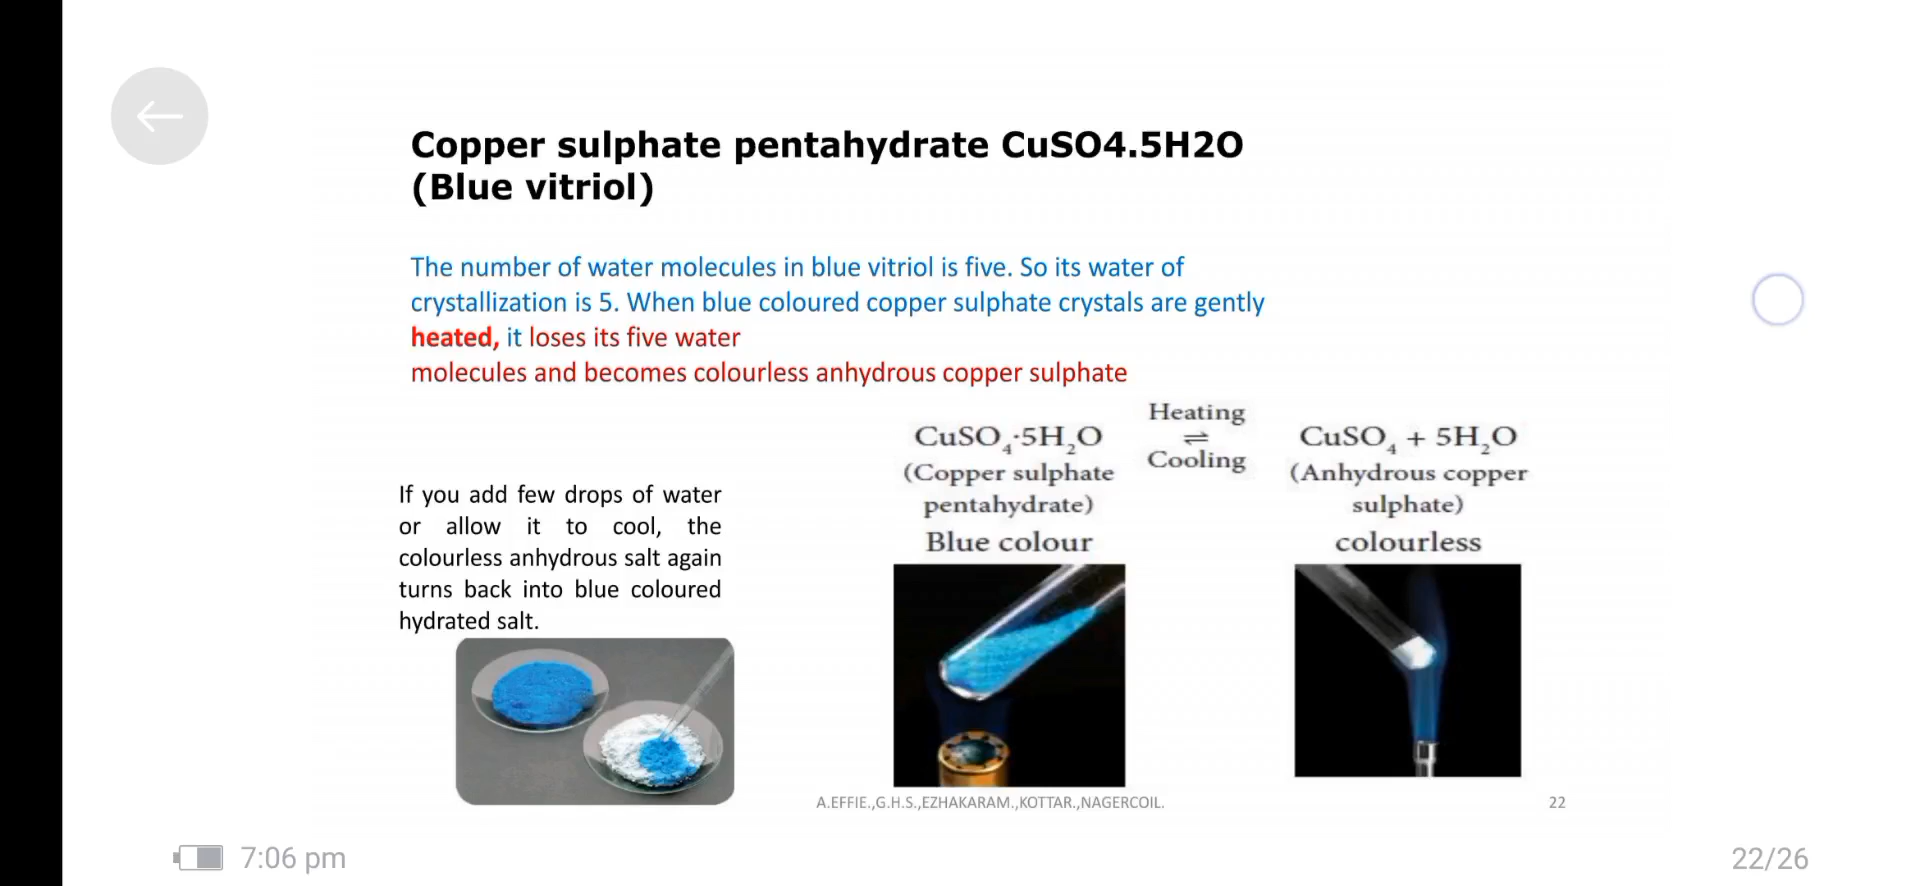 Copper sulphate pentahydrate CuSO4.5H2O
(Blue vitriol)
The number of water molecules in blue vitriol is five. So its water of
crystallization is 5. When blue coloured copper sulphate crystals are gently
heated, it loses its five water
molecules and becomes colourless anhydrous copper sulphate
If you add few drops of water
or allow it to cool, the
colourless anhydrous salt again
turns back into blue coloured
hydrated salt.
CuSO₄·5H₂O
(Copper sulphate
pentahydrate)
Blue colour
Heating
⇌
Cooling
CuSO₄ + 5H₂O
(Anhydrous copper
sulphate)
colourless
A.EFFIE.,G.H.S.,EZHAKARAM.,KOTTAR.,NAGERCOIL.
22
7:06 pm
22/26